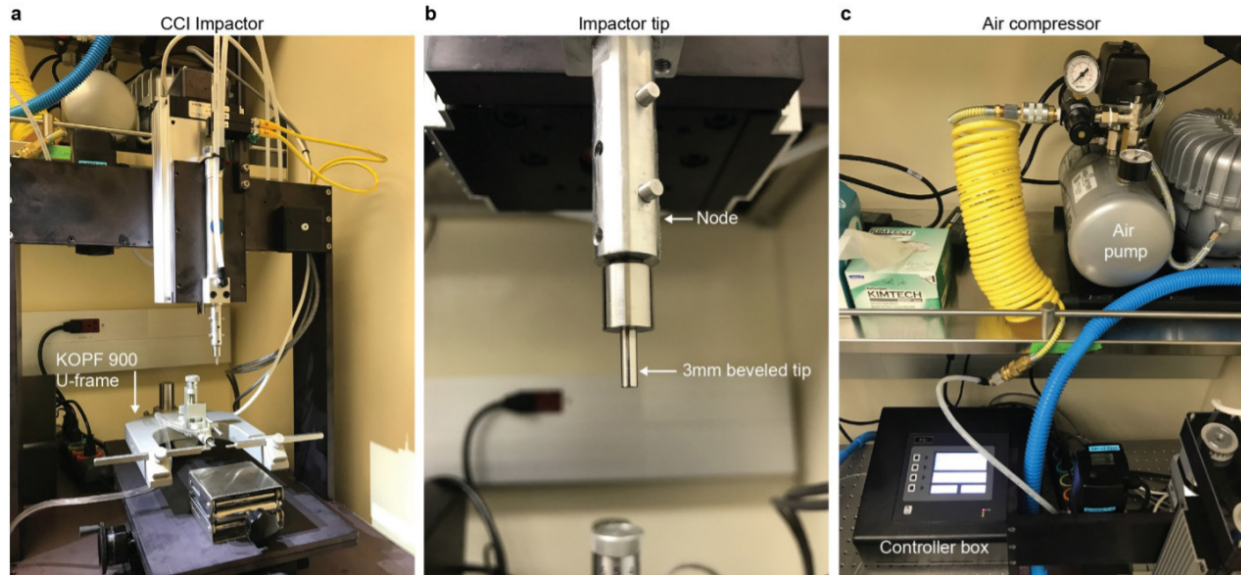 a
CCI Impactor
b
Impactor tip
c
Air compressor
KOPF 900
U-frame
Node
3mm beveled tip
Air
pump
KIMTECH
Controller box